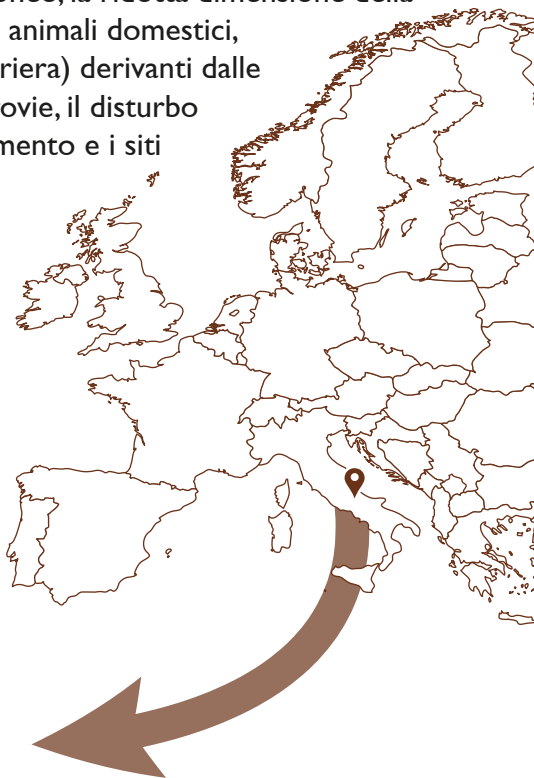 la ridotta dimensione della
animali domestici,
riera) derivanti dalle
ovie, il disturbo
mento e i siti